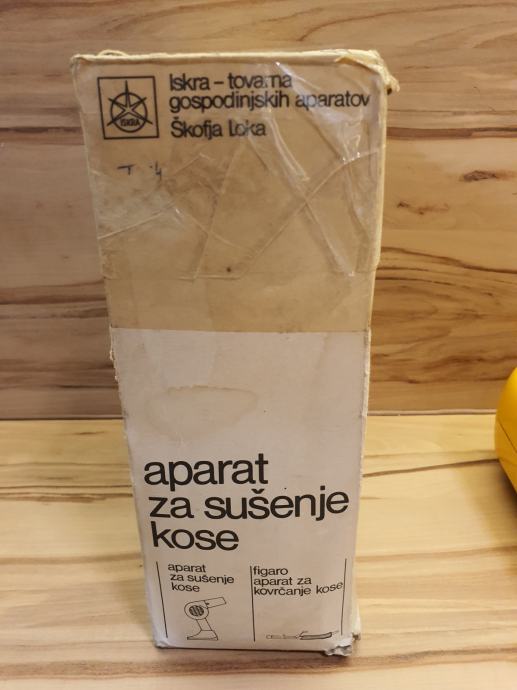 ISKRA
Iskra - tovarna
gospodinjskih aparatov
Škofja Loka
aparat
za sušenje
kose
aparat
za sušenje
kose
figaro
aparat za
kovrčanje kose